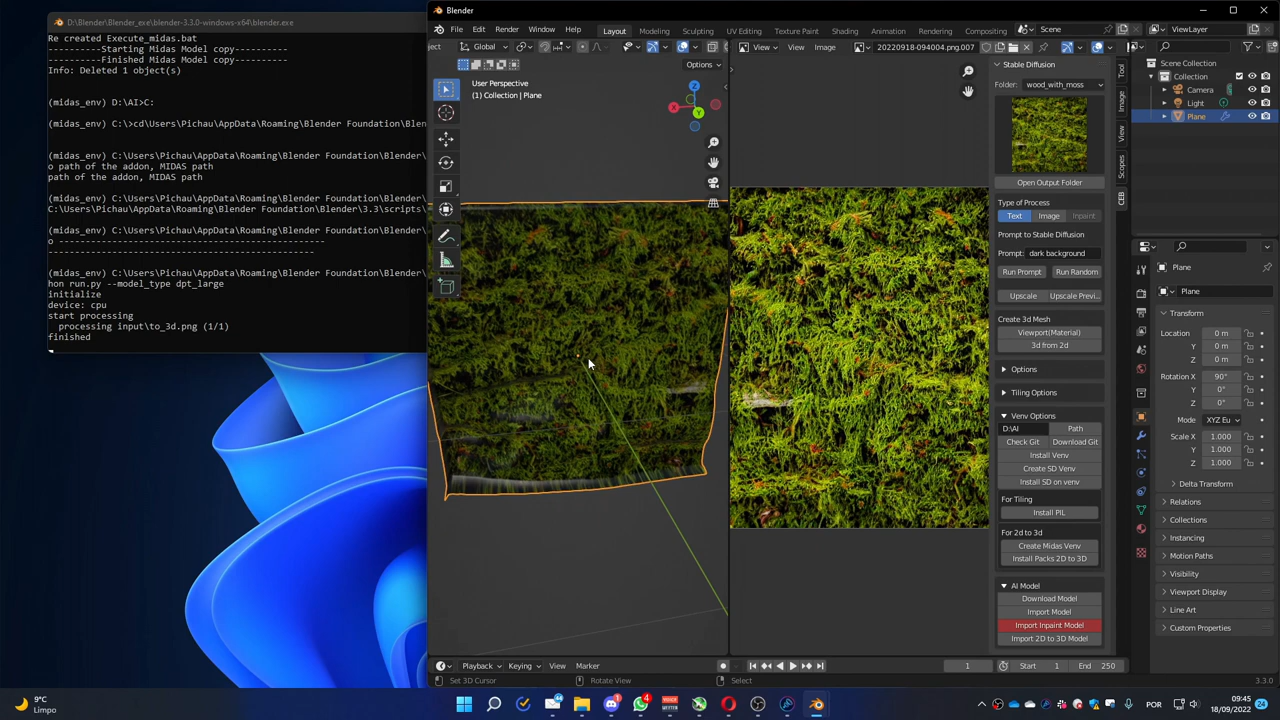 D:\Blender\Blender_exe\blender-3.3.0-windows-x64\blender.exe
Re created Execute_midas.bat
----------Starting Midas Model copy----------
----------Finished Midas Model copy----------
Info: Deleted 1 object(s)
(midas_env) D:\AI>C:
(midas_env) C:\>cd\Users\Pichau\AppData\Roaming\Blender Foundation\Blender\
(midas_env) C:\Users\Pichau\AppData\Roaming\Blender Foundation\Blender\
o path of the addon, MIDAS path
path of the addon, MIDAS path
(midas_env) C:\Users\Pichau\AppData\Roaming\Blender Foundation\Blender\
C:\Users\Pichau\AppData\Roaming\Blender Foundation\Blender\3.3\scripts\
(midas_env) C:\Users\Pichau\AppData\Roaming\Blender Foundation\Blender\
o --------------------------------------------------
--------------------------------------------------
(midas_env) C:\Users\Pichau\AppData\Roaming\Blender Foundation\Blender\
hon run.py --model_type dpt_large
initialize
device: cpu
start processing
processing input\to_3d.png (1/1)
finished
Blender
File Edit Render Window Help Layout Modeling Sculpting UV Editing Texture Paint Shading Animation Rendering Compositing Scene ViewLayer
ject Global View View Image 20220918-094004.png.007
Options
User Perspective
(1) Collection | Plane
Z
X
Y
Tool
Image
View
Scopes
CEB
Stable Diffusion
Folder: wood_with_moss
Open Output Folder
Type of Process
Text Image Inpaint
Prompt to Stable Diffusion
Prompt: dark background
Run Prompt Run Random
Upscale Upscale Previ...
Create 3d Mesh
Viewport(Material)
3d from 2d
Options
Tiling Options
Venv Options
D:\AI Path
Check Git Download Git
Install Venv
Create SD Venv
Install SD on venv
For Tiling
Install PIL
For 2d to 3d
Create Midas Venv
Install Packs 2D to 3D
AI Model
Download Model
Import Model
Import Inpaint Model
Import 2D to 3D Model
Scene Collection
Collection
Camera
Light
Plane
Plane
Plane
Transform
Location X 0 m
Y 0 m
Z 0 m
Rotation X 90°
Y 0°
Z 0°
Mode XYZ Eu
Scale X 1.000
Y 1.000
Z 1.000
Delta Transform
Relations
Collections
Instancing
Motion Paths
Visibility
Viewport Display
Line Art
Custom Properties
Playback Keying View Marker 1 Start 1 End 250
Set 3D Cursor Rotate View Select 3.3.0
9°C
Limpo
44
1
4
POR
09:45
18/09/2022